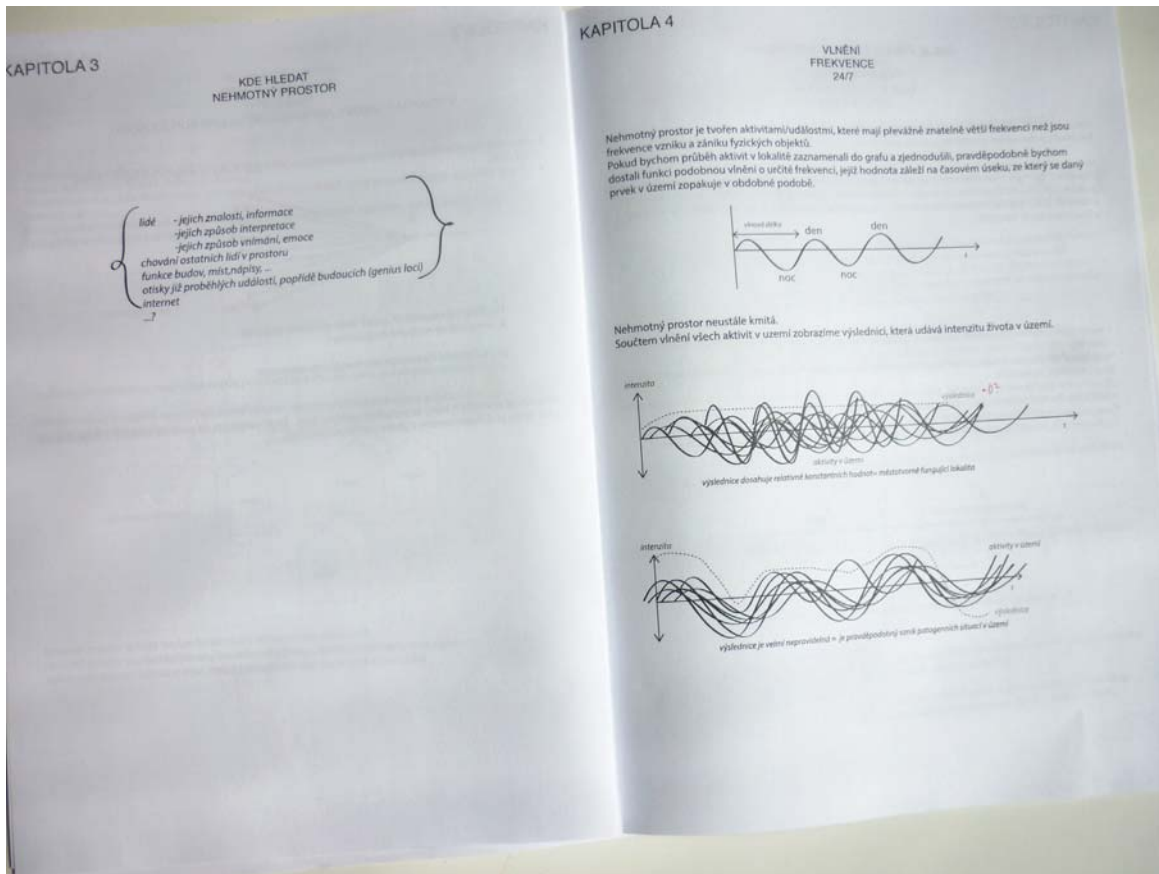 KAPITOLA 3
KDE HLEDAT
NEHMOTNÝ PROSTOR
lidé - jejich znalosti, informace
-jejich způsob interpretace
-jejich způsob vnímání, emoce
chování ostatních lidí v prostoru
funkce budov, míst,nápisy, ...
otisky již proběhlých událostí, popřídě budoucích (genius loci)
internet
...?
KAPITOLA 4
VLNĚNÍ
FREKVENCE
24/7
Nehmotný prostor je tvořen aktivitami/událostmi, které mají převážně znatelně větší frekvenci než jsou
frekvence vzniku a zániku fyzických objektů.
Pokud bychom průběh aktivit v lokalitě zaznamenali do grafu a zjednodušili, pravděpodobně bychom
dostali funkci podobnou vlnění o určité frekvenci, jejíž hodnota záleží na časovém úseku, ze který se daný
prvek v území zopakuje v obdobné podobě.
vlnová délka
den
den
t
noc
noc
Nehmotný prostor neustále kmitá.
Součtem vlnění všech aktivit v uzemí zobrazíme výslednici, která udává intenzitu života v území.
intenzita
výslednice
t
aktivity v území
výslednice dosahuje relativně konstantních hodnot= městotvorně fungující lokalita
intenzita
aktivity v území
t
výslednice
výslednice je velmi nepravidelná = je pravděpodobný vznik patogenních situací v území